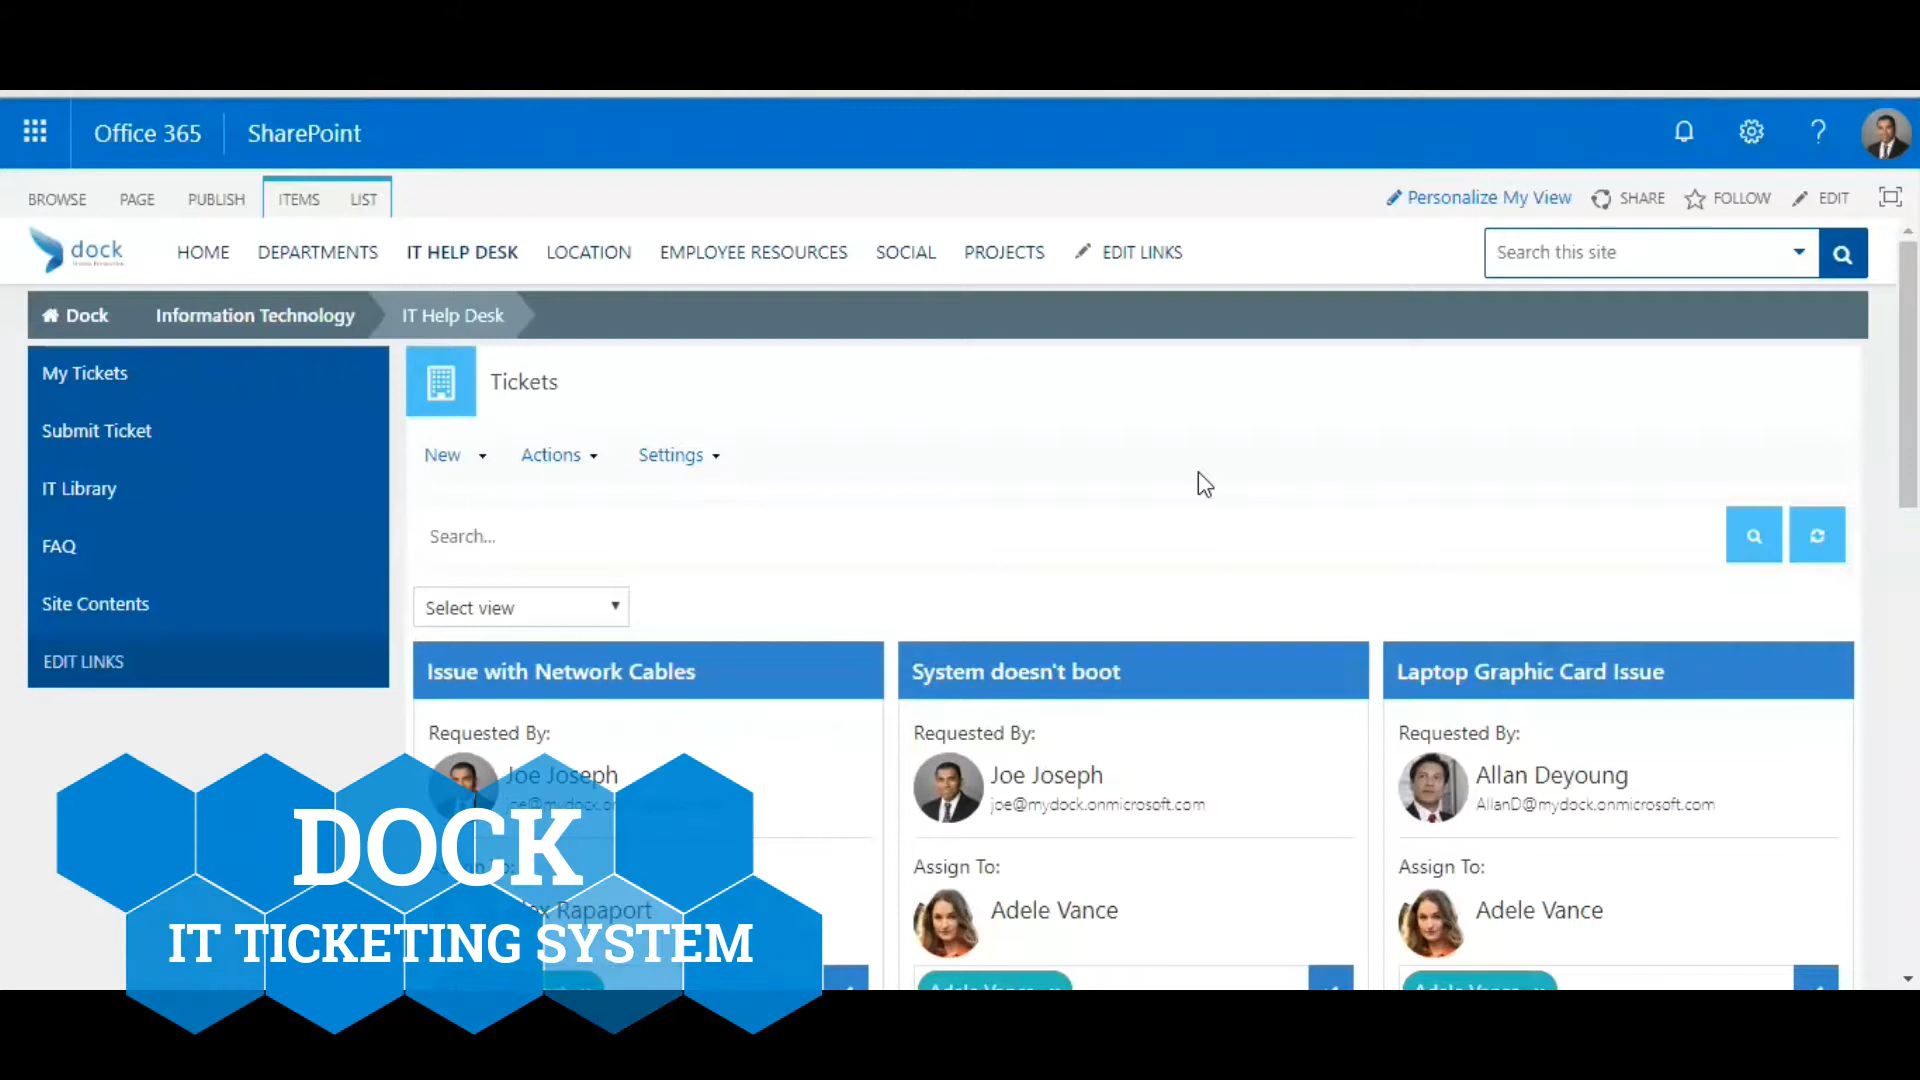 Office 365 SharePoint
BROWSE PAGE PUBLISH ITEMS LIST Personalize My View SHARE FOLLOW EDIT
dock HOME DEPARTMENTS IT HELP DESK LOCATION EMPLOYEE RESOURCES SOCIAL PROJECTS EDIT LINKS Search this site
Dock Information Technology IT Help Desk
My Tickets
Submit Ticket
IT Library
FAQ
Site Contents
EDIT LINKS
Tickets
New Actions Settings
Search...
Select view
Issue with Network Cables
Requested By:
Joe Joseph
System doesn't boot
Requested By:
Joe Joseph
joe@mydock.onmicrosoft.com
Assign To:
Adele Vance
Adele Vance
Laptop Graphic Card Issue
Requested By:
Allan Deyoung
AllanD@mydock.onmicrosoft.com
Assign To:
Adele Vance
Adele Vance
DOCK
IT TICKETING SYSTEM